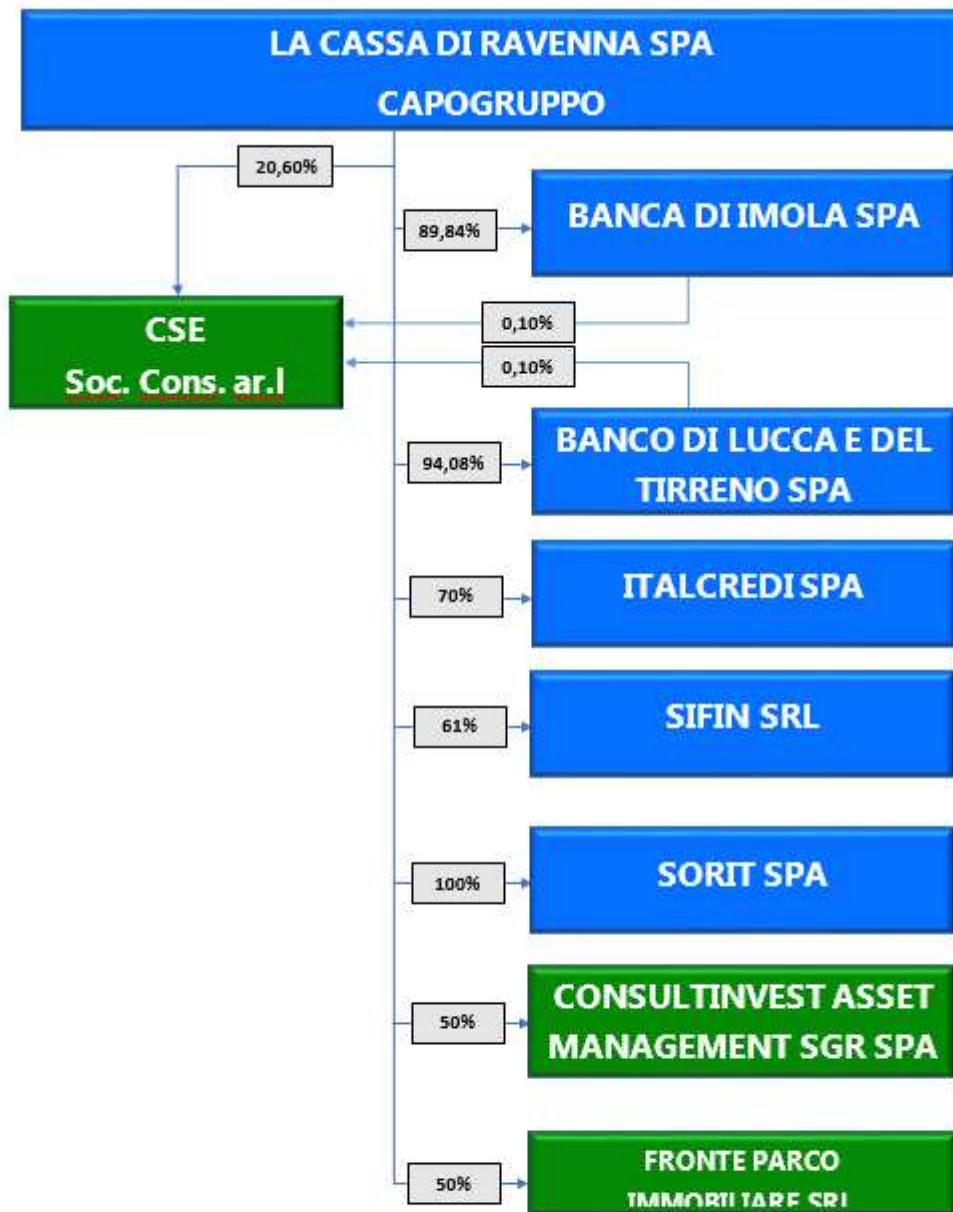 LA CASSA DI RAVENNA SPA
CAPOGRUPPO
20,60%
89,84%
BANCA DI IMOLA SPA
CSE
Soc. Cons. ar.l
0,10%
0,10%
94,08%
BANCO DI LUCCA E DEL
TIRRENO SPA
70%
ITALCREDI SPA
61%
SIFIN SRL
100%
SORIT SPA
50%
CONSULTINVEST ASSET
MANAGEMENT SGR SPA
50%
FRONTE PARCO
IMMOBILIARE SRL